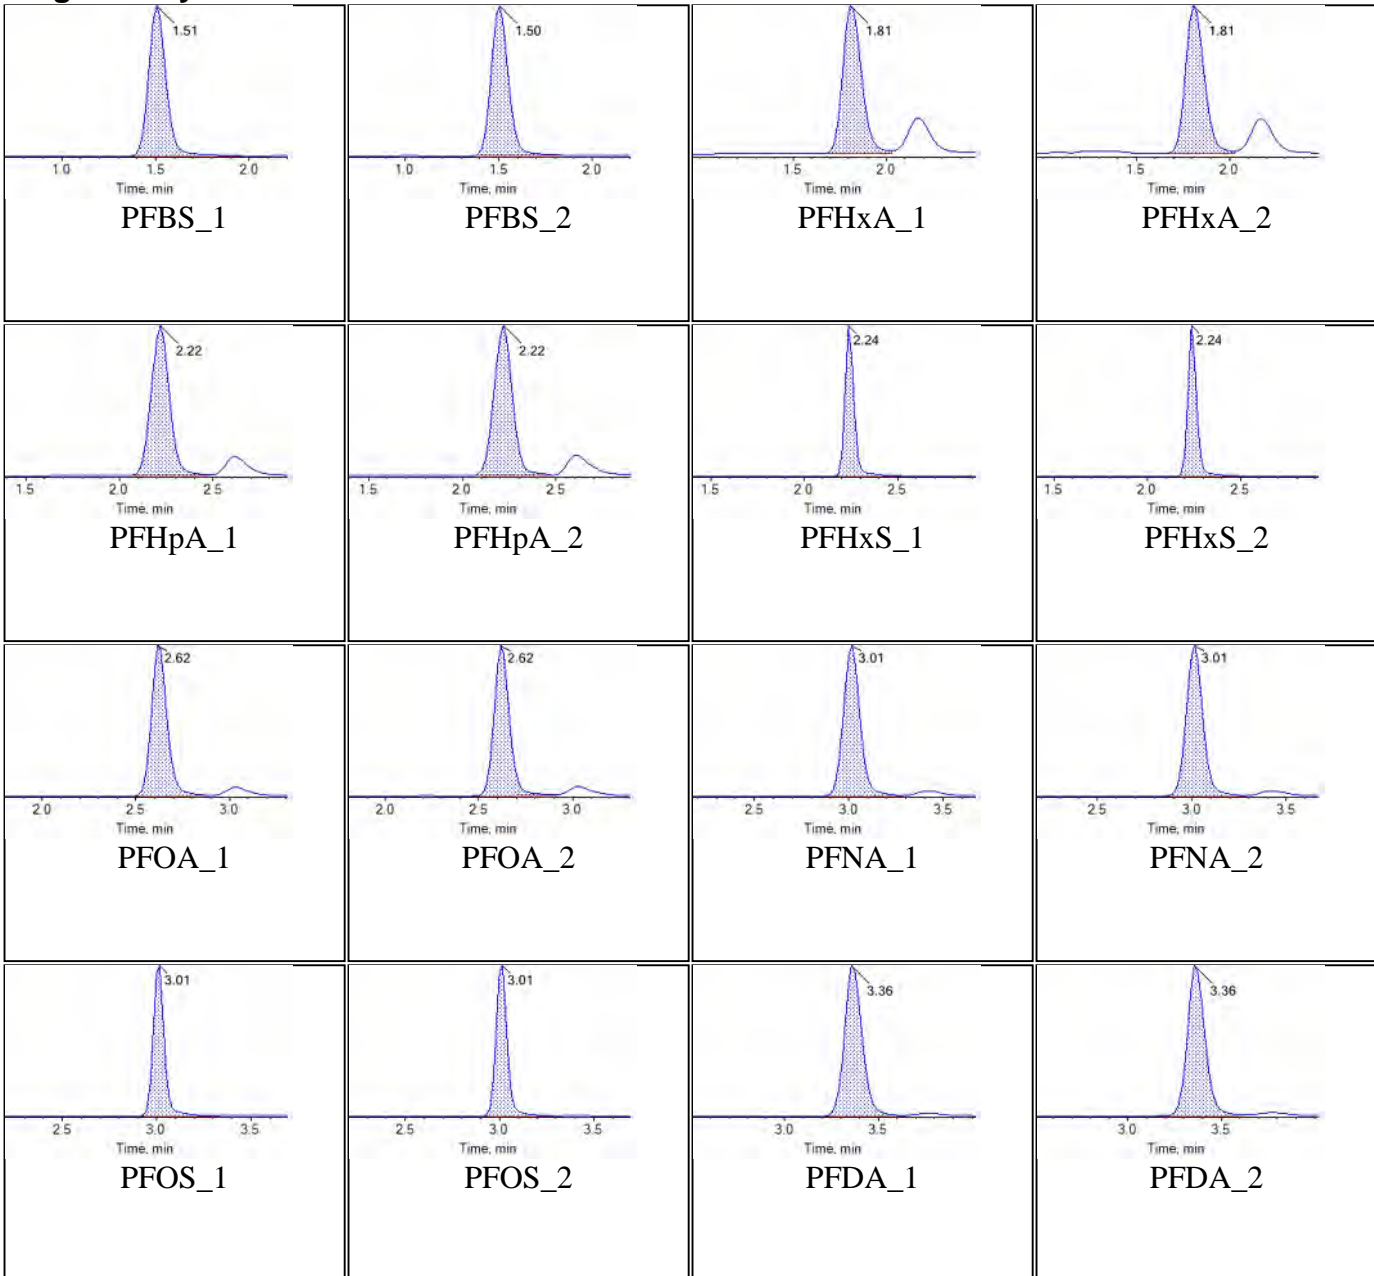 1.51
1.0 1.5 2.0
Time, min
PFBS_1
1.50
1.0 1.5 2.0
Time, min
PFBS_2
1.81
1.5 2.0
Time, min
PFHxA_1
1.81
1.5 2.0
Time, min
PFHxA_2
2.22
1.5 2.0 2.5
Time, min
PFHpA_1
2.22
1.5 2.0 2.5
Time, min
PFHpA_2
2.24
1.5 2.0 2.5
Time, min
PFHxS_1
2.24
1.5 2.0 2.5
Time, min
PFHxS_2
2.62
2.0 2.5 3.0
Time, min
PFOA_1
2.62
2.0 2.5 3.0
Time, min
PFOA_2
3.01
2.5 3.0 3.5
Time, min
PFNA_1
3.01
2.5 3.0 3.5
Time, min
PFNA_2
3.01
2.5 3.0 3.5
Time, min
PFOS_1
3.01
2.5 3.0 3.5
Time, min
PFOS_2
3.36
3.0 3.5
Time, min
PFDA_1
3.36
3.0 3.5
Time, min
PFDA_2